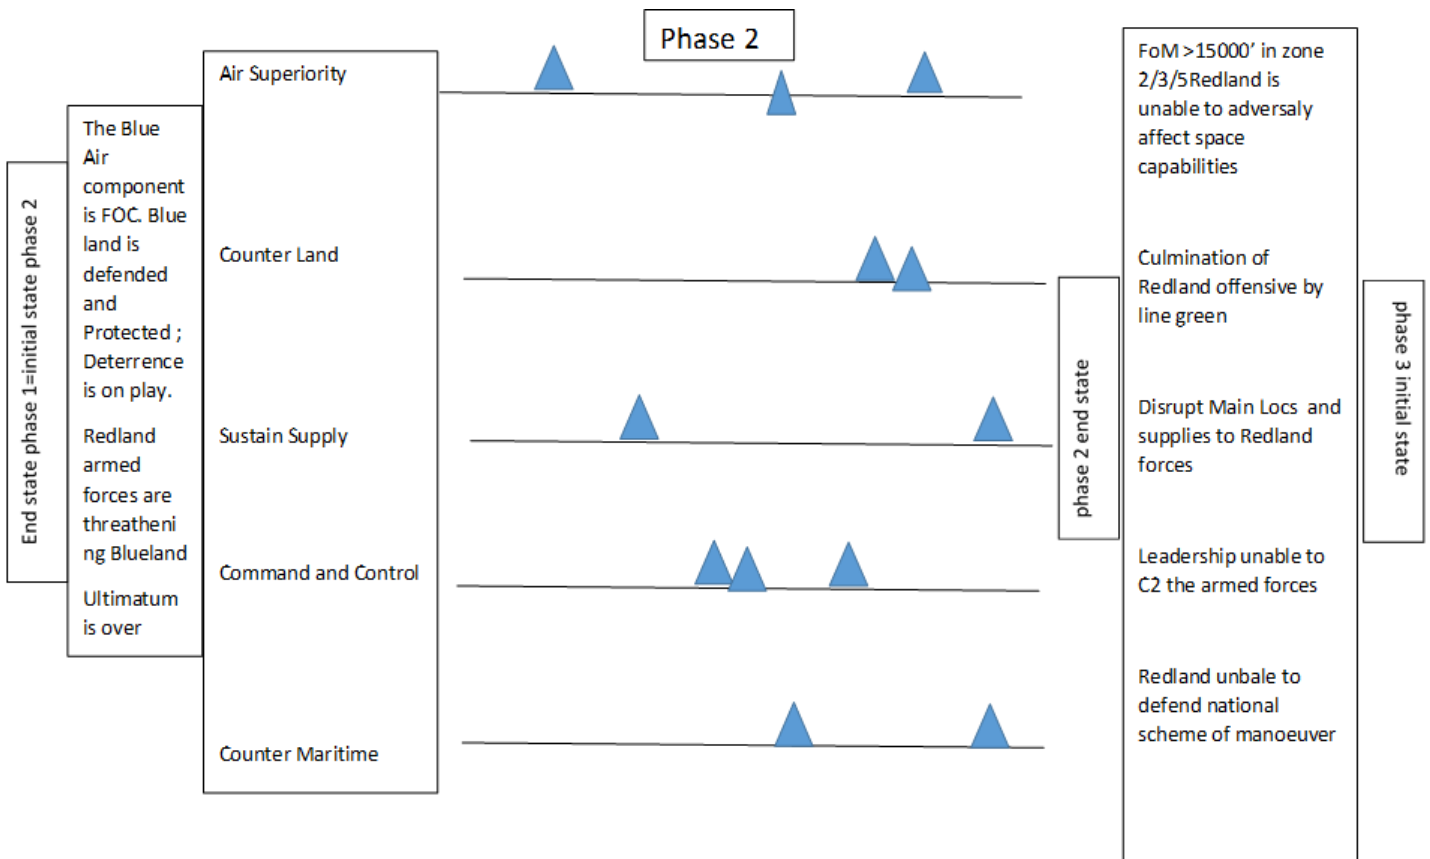 Phase 2
End state phase 1=initial state phase 2
The Blue
Air
component
is FOC. Blue
land is
defended
and
Protected ;
Deterrence
is on play.
Redland
armed
forces are
threatheni
ng Blueland
Ultimatum
is over
Air Superiority
Counter Land
Sustain Supply
Command and Control
Counter Maritime
phase 2 end state
FoM >15000’ in zone
2/3/5Redland is
unable to adversaly
affect space
capabilities
Culmination of
Redland offensive by
line green
Disrupt Main Locs and
supplies to Redland
forces
Leadership unable to
C2 the armed forces
Redland unbale to
defend national
scheme of manoeuver
phase 3 initial state